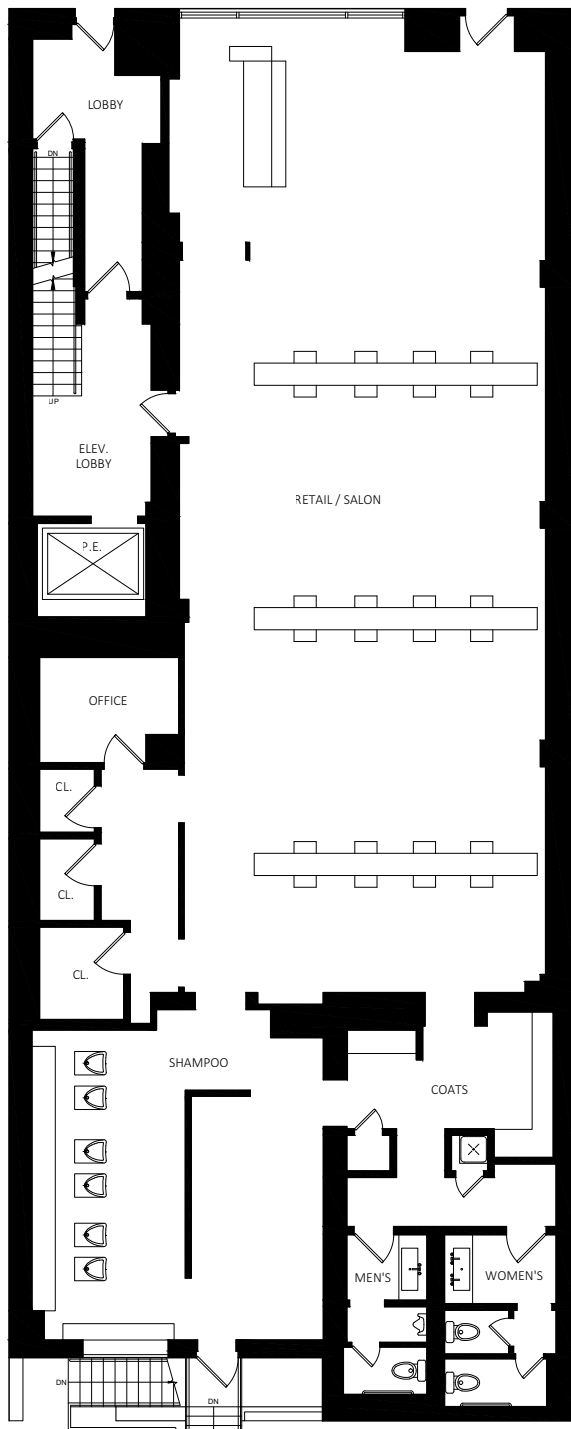 LOBBY
DN
UP
ELEV.
LOBBY
RETAIL / SALON
P.E.
OFFICE
CL.
CL.
CL.
SHAMPOO
COATS
MEN'S
WOMEN'S
DN
DN